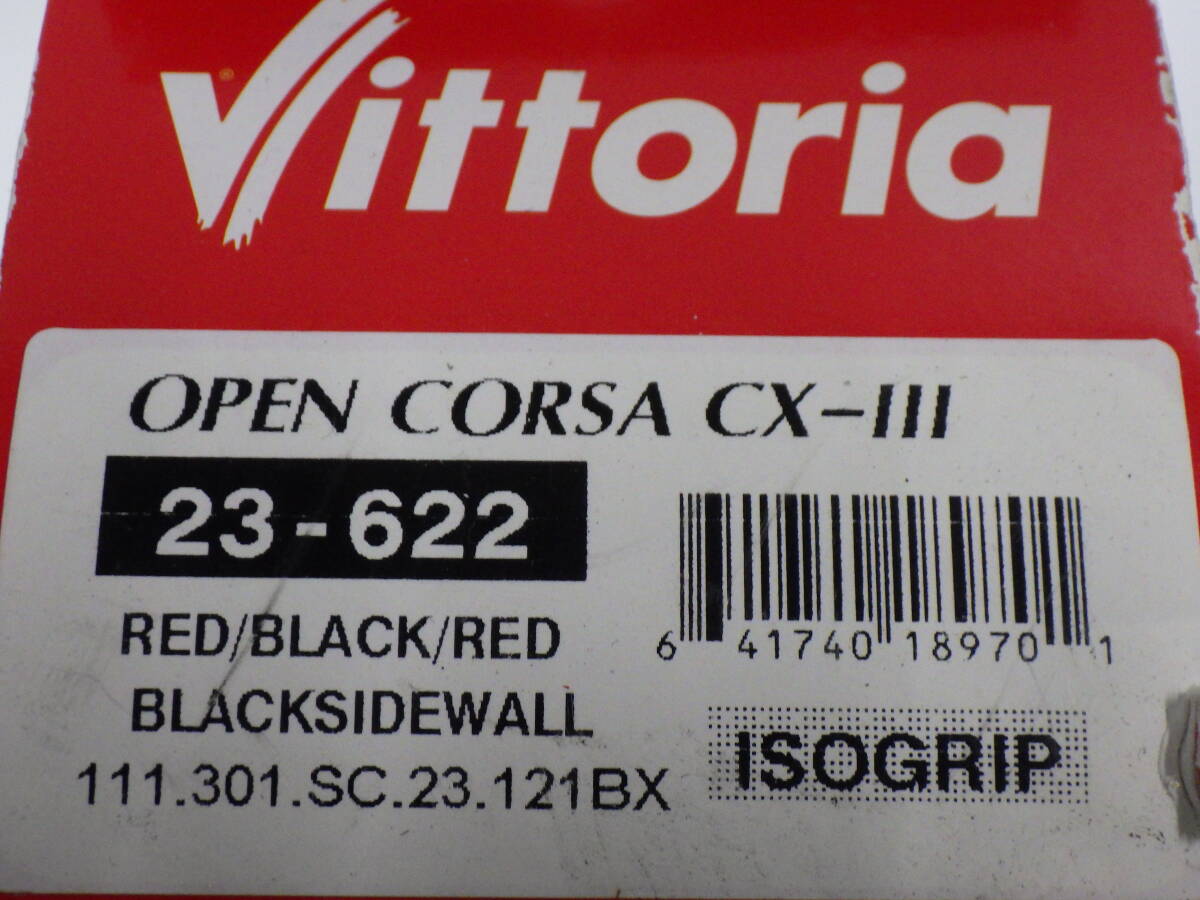 Vittoria
OPEN CORSA CX-III
23-622
RED/BLACK/RED
BLACKSIDEWALL
111.301.SC.23.121BX
6 41740 18970 1
ISOGRIP